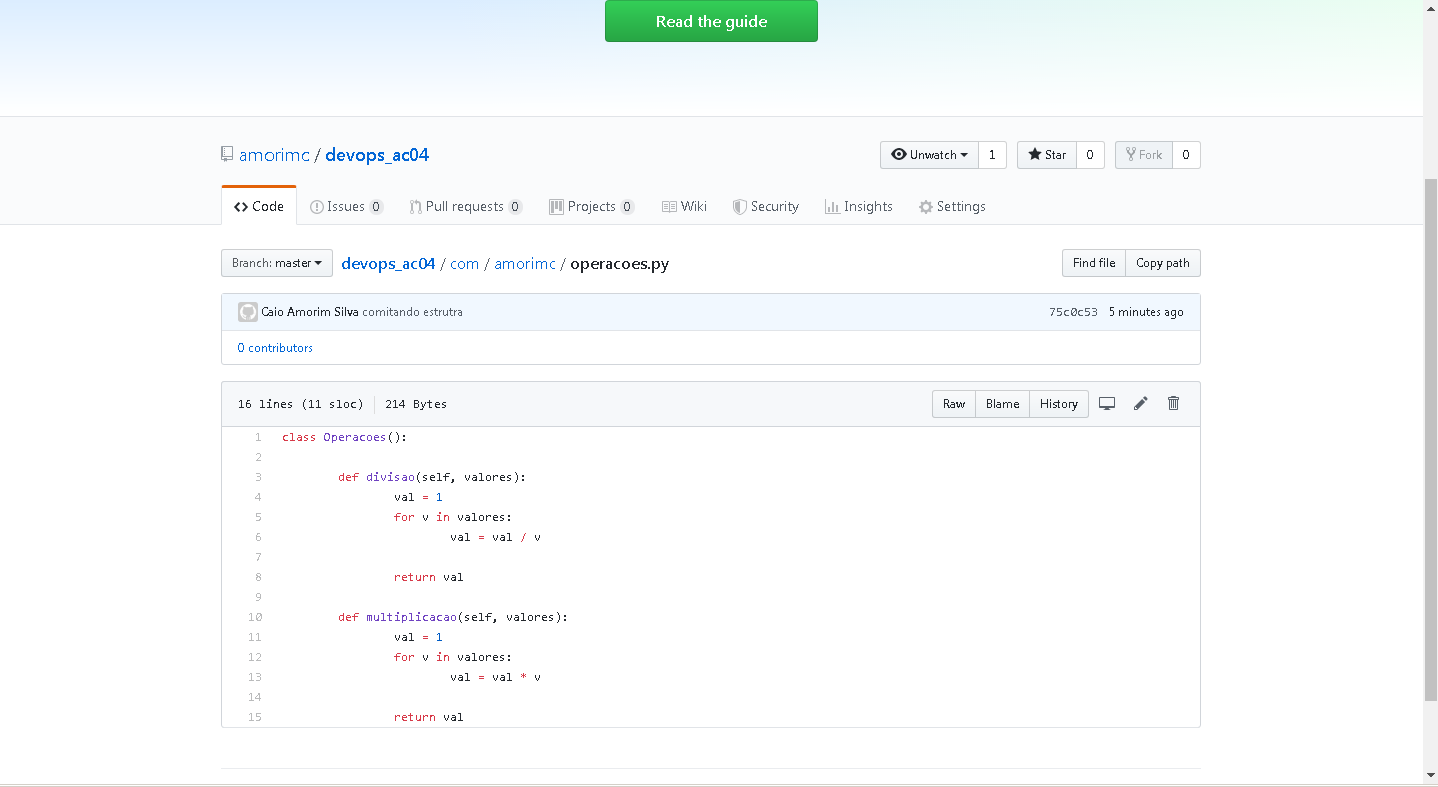 Read the guide
amorimc / devops_ac04
Unwatch 1 Star 0 Fork 0
Code Issues 0 Pull requests 0 Projects 0 Wiki Security Insights Settings
Branch: master devops_ac04 / com / amorimc / operacoes.py Find file Copy path
Caio Amorim Silva comitando estrutra 75c0c53 5 minutes ago
0 contributors
16 lines (11 sloc) 214 Bytes Raw Blame History
1 class Operacoes():
2
3 def divisao(self, valores):
4 val = 1
5 for v in valores:
6 val = val / v
7
8 return val
9
10 def multiplicacao(self, valores):
11 val = 1
12 for v in valores:
13 val = val * v
14
15 return val